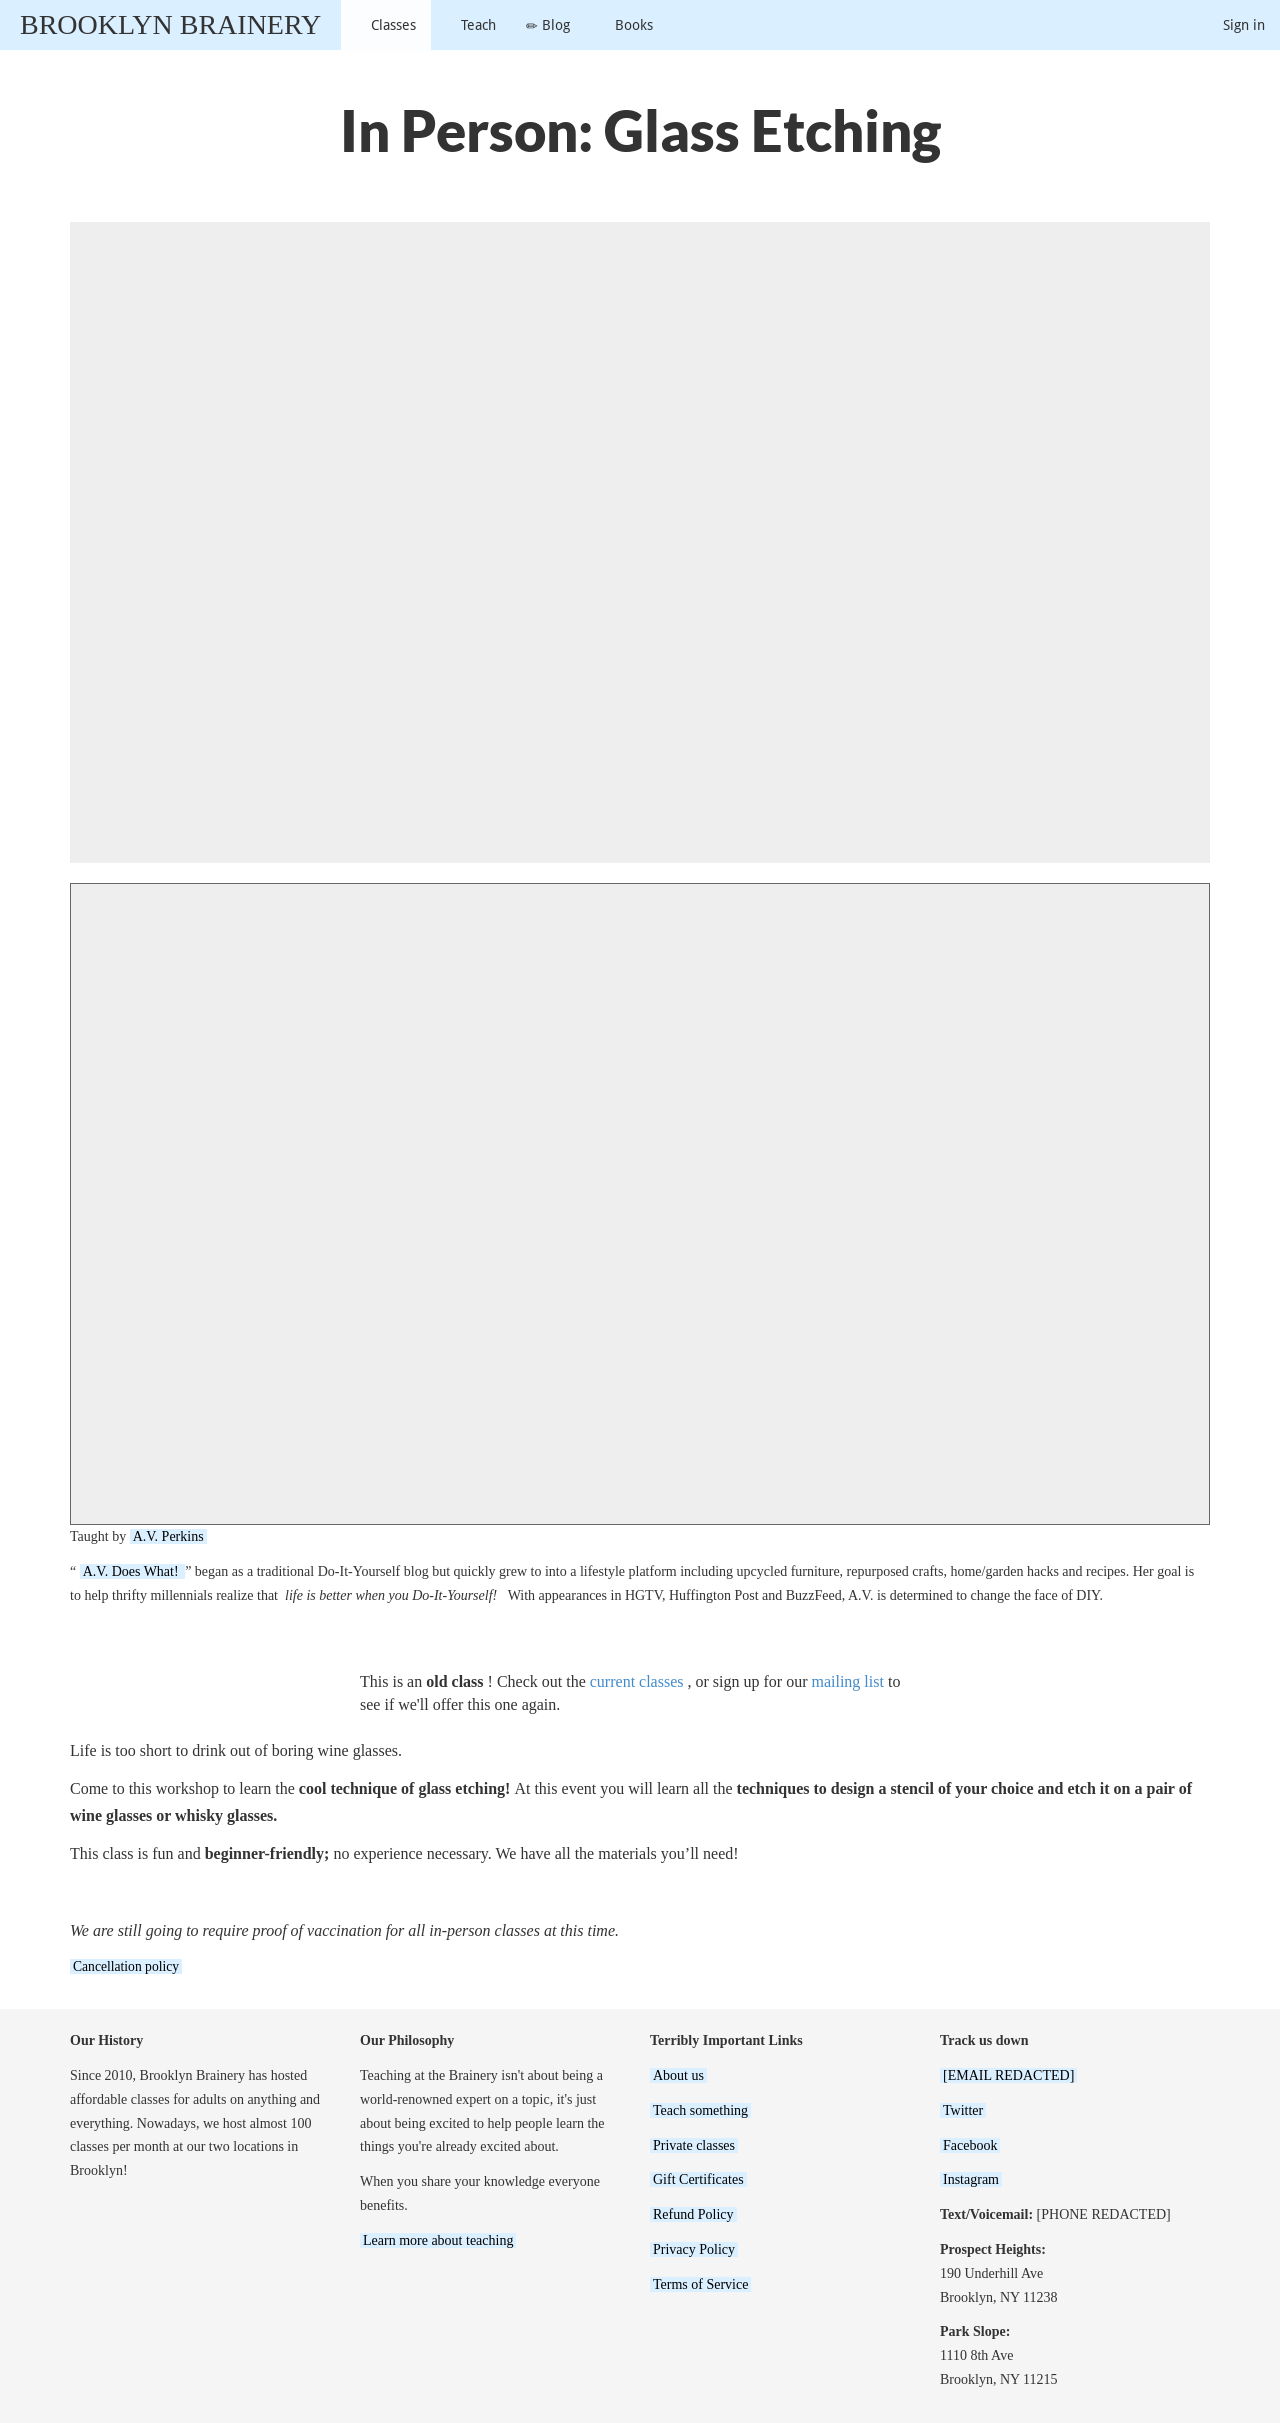 BROOKLYN BRAINERY
Classes
Teach
✏ Blog
Books
Sign in
In Person: Glass Etching
Taught by A.V. Perkins
“ A.V. Does What! ” began as a traditional Do-It-Yourself blog but quickly grew to into a lifestyle platform including upcycled furniture, repurposed crafts, home/garden hacks and recipes. Her goal is
to help thrifty millennials realize that life is better when you Do-It-Yourself! With appearances in HGTV, Huffington Post and BuzzFeed, A.V. is determined to change the face of DIY.
This is an old class ! Check out the current classes , or sign up for our mailing list to
see if we'll offer this one again.
Life is too short to drink out of boring wine glasses.
Come to this workshop to learn the cool technique of glass etching! At this event you will learn all the techniques to design a stencil of your choice and etch it on a pair of
wine glasses or whisky glasses.
This class is fun and beginner-friendly; no experience necessary. We have all the materials you’ll need!
We are still going to require proof of vaccination for all in-person classes at this time.
Cancellation policy
Our History
Since 2010, Brooklyn Brainery has hosted
affordable classes for adults on anything and
everything. Nowadays, we host almost 100
classes per month at our two locations in
Brooklyn!
Our Philosophy
Teaching at the Brainery isn't about being a
world-renowned expert on a topic, it's just
about being excited to help people learn the
things you're already excited about.
When you share your knowledge everyone
benefits.
Learn more about teaching
Terribly Important Links
About us
Teach something
Private classes
Gift Certificates
Refund Policy
Privacy Policy
Terms of Service
Track us down
[EMAIL REDACTED]
Twitter
Facebook
Instagram
Text/Voicemail: [PHONE REDACTED]
Prospect Heights:
190 Underhill Ave
Brooklyn, NY 11238
Park Slope:
1110 8th Ave
Brooklyn, NY 11215